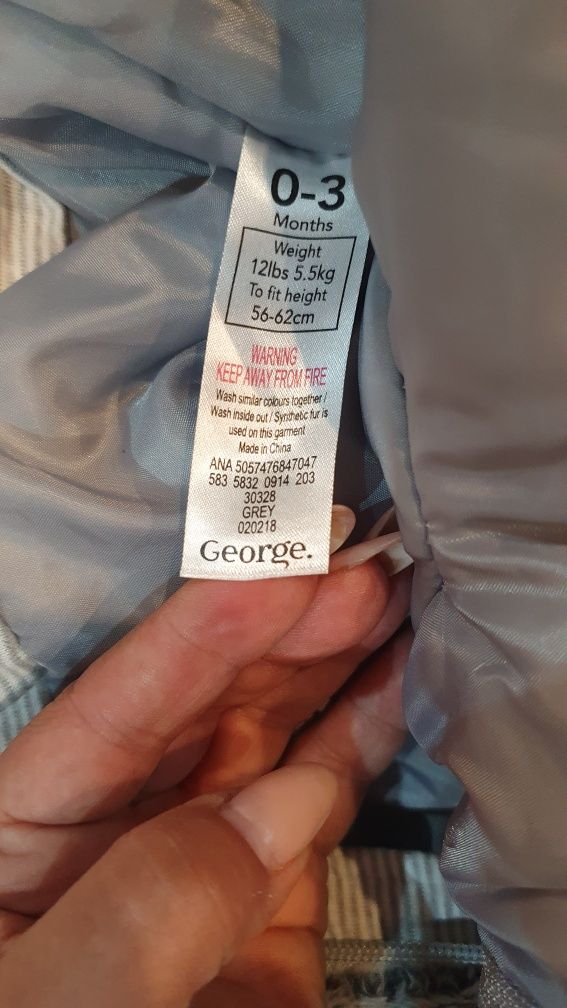 0-3
Months
Weight
12lbs 5.5kg
To fit height
56-62cm
WARNING
KEEP AWAY FROM FIRE
Wash similar colours together /
Wash inside out / Synthetic fur is
used on this garment
Made in China
ANA 5057476847047
583 5832 0914 203
30328
GREY
020218
George.